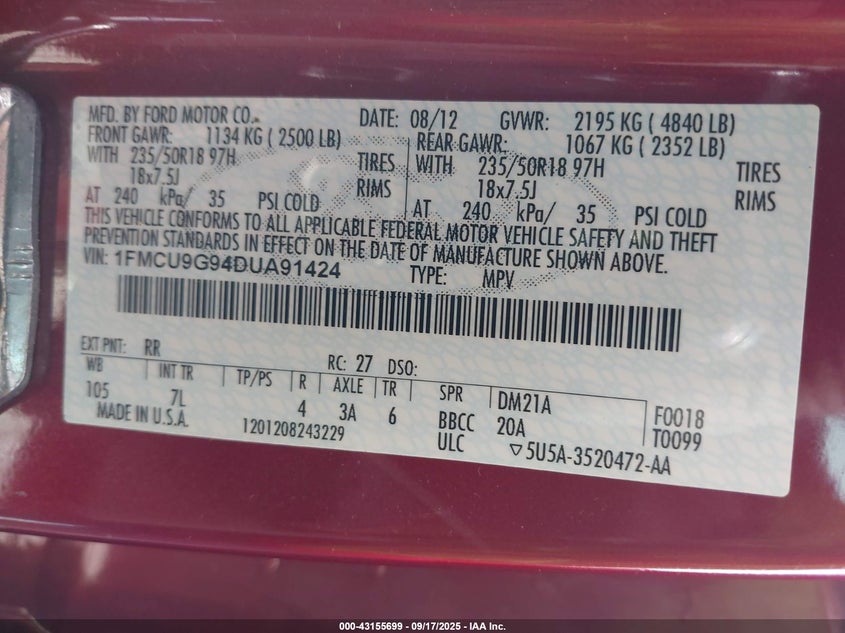 MFD. BY FORD MOTOR CO. DATE: 08/12 GVWR: 2195 KG ( 4840 LB)
FRONT GAWR: 1134 KG ( 2500 LB) REAR GAWR: 1067 KG ( 2352 LB)
WITH 235/50R18 97H TIRES WITH 235/50R18 97H TIRES
18x7.5J RIMS 18x7.5J RIMS
AT 240 kPa/ 35 PSI COLD AT 240 kPa/ 35 PSI COLD
THIS VEHICLE CONFORMS TO ALL APPLICABLE FEDERAL MOTOR VEHICLE SAFETY AND THEFT
PREVENTION STANDARDS IN EFFECT ON THE DATE OF MANUFACTURE SHOWN ABOVE.
VIN: 1FMCU9G94DUA91424 TYPE: MPV
EXT PNT: RR RC: 27 DSO:
WB INT TR TP/PS R AXLE TR SPR DM21A F0018
105 7L 4 3A 6 BBCC 20A T0099
MADE IN U.S.A. 1201208243229 ULC ▽5U5A-3520472-AA
000-43155699 - 09/17/2025 - IAA Inc.